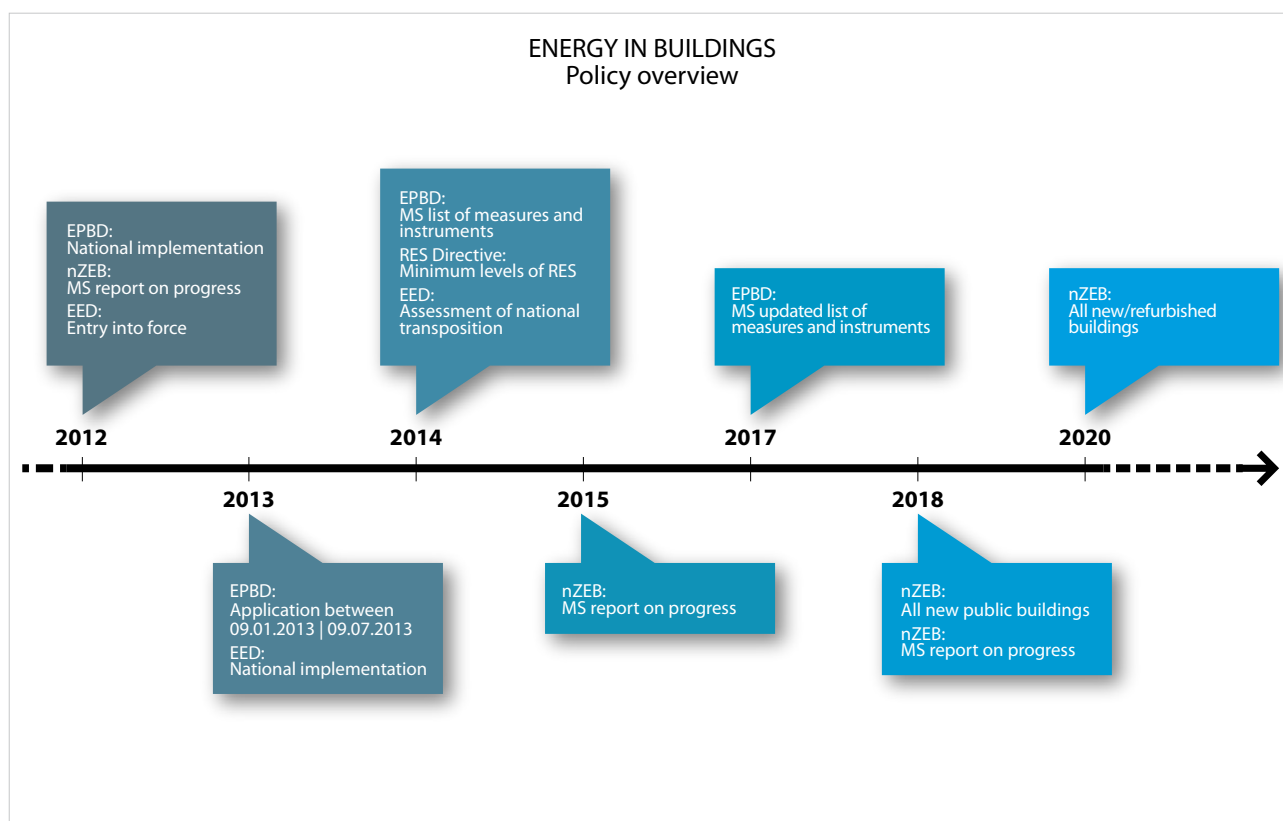 ENERGY IN BUILDINGS
Policy overview
EPBD:
National implementation
nZEB:
MS report on progress
EED:
Entry into force
2012
EPBD:
MS list of measures and
instruments
RES Directive:
Minimum levels of RES
EED:
Assessment of national
transposition
2014
EPBD:
MS updated list of
measures and instruments
2017
nZEB:
All new/refurbished
buildings
2020
2013
EPBD:
Application between
09.01.2013 | 09.07.2013
EED:
National implementation
2015
nZEB:
MS report on progress
2018
nZEB:
All new public buildings
nZEB:
MS report on progress